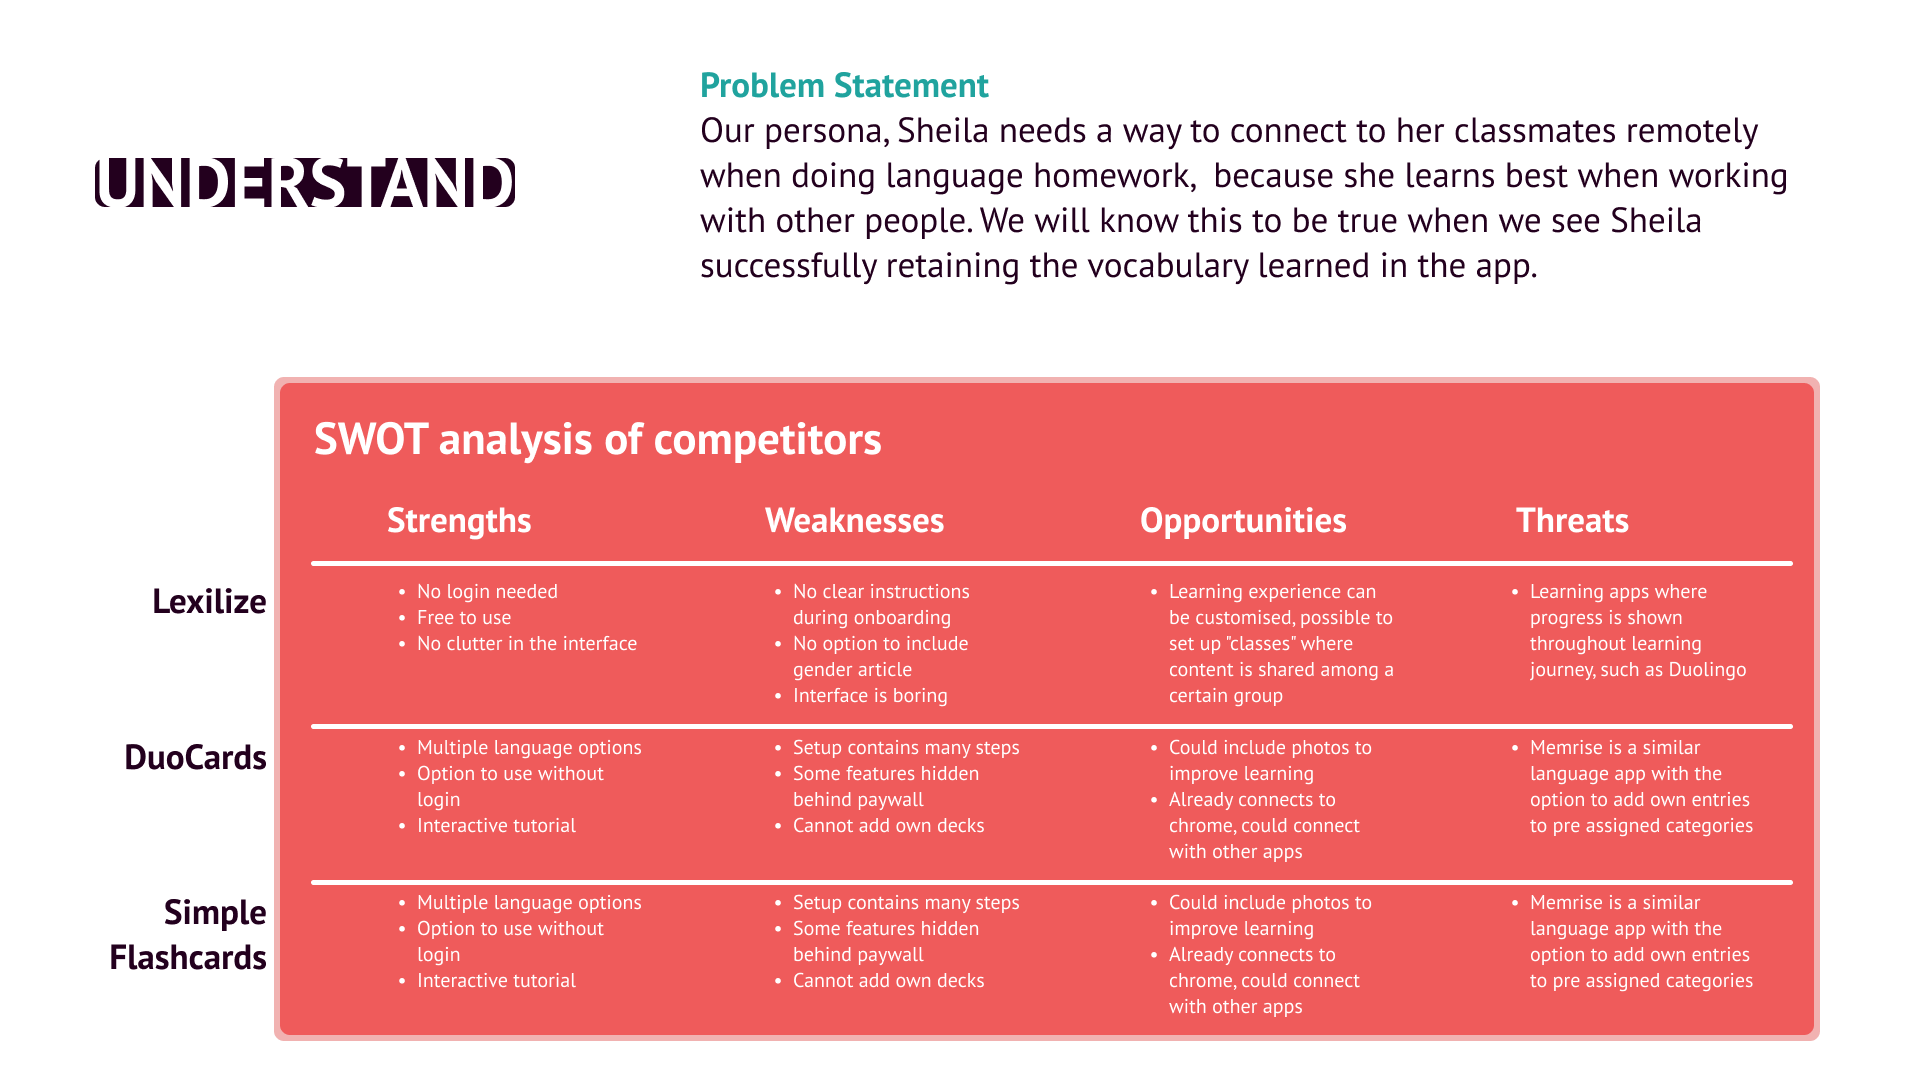 UNDERSTAND
Problem Statement
Our persona, Sheila needs a way to connect to her classmates remotely
when doing language homework,  because she learns best when working
with other people. We will know this to be true when we see Sheila
successfully retaining the vocabulary learned in the app.
SWOT analysis of competitors
Strengths
Weaknesses
Opportunities
Threats
Lexilize
• No login needed
• Free to use
• No clutter in the interface
• No clear instructions
during onboarding
• No option to include
gender article
• Interface is boring
• Learning experience can
be customised, possible to
set up "classes" where
content is shared among a
certain group
• Learning apps where
progress is shown
throughout learning
journey, such as Duolingo
DuoCards
• Multiple language options
• Option to use without
login
• Interactive tutorial
• Setup contains many steps
• Some features hidden
behind paywall
• Cannot add own decks
• Could include photos to
improve learning
• Already connects to
chrome, could connect
with other apps
• Memrise is a similar
language app with the
option to add own entries
to pre assigned categories
Simple
Flashcards
• Multiple language options
• Option to use without
login
• Interactive tutorial
• Setup contains many steps
• Some features hidden
behind paywall
• Cannot add own decks
• Could include photos to
improve learning
• Already connects to
chrome, could connect
with other apps
• Memrise is a similar
language app with the
option to add own entries
to pre assigned categories